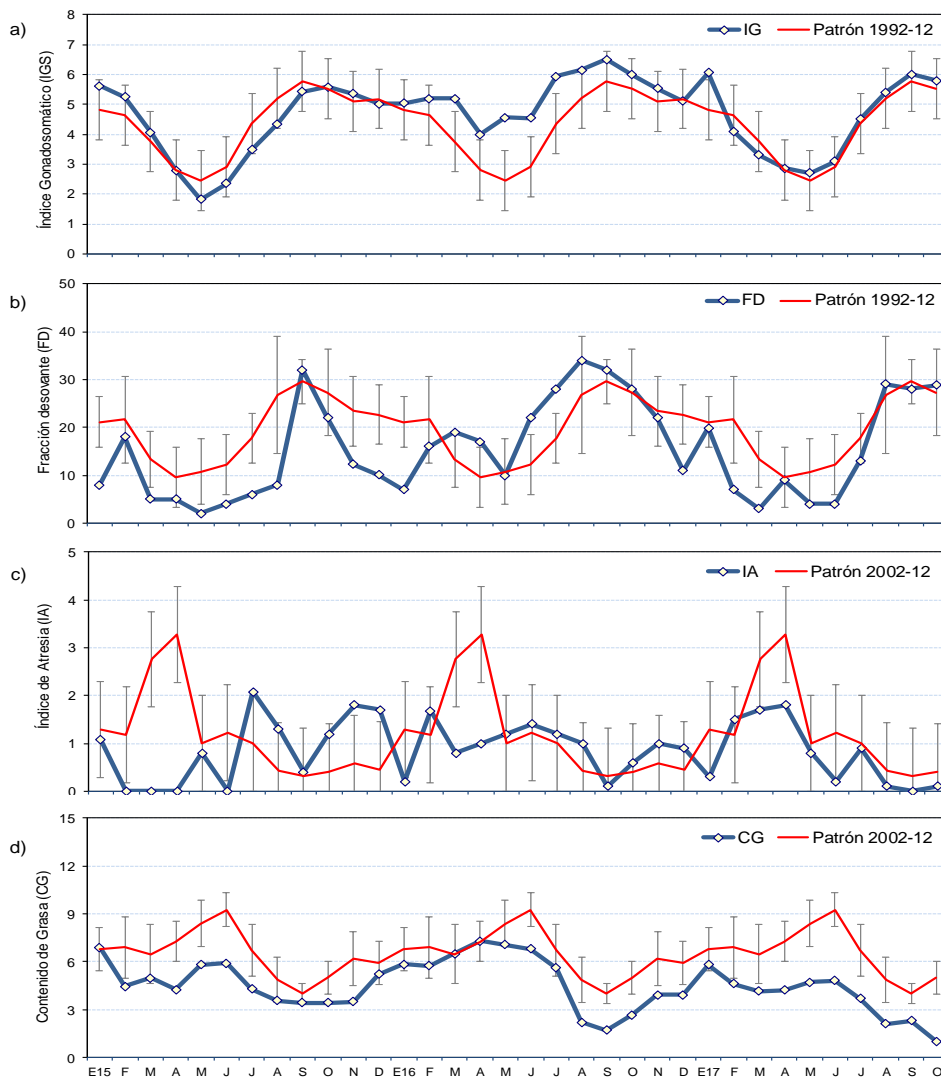 a)
Índice Gonadosomático (IGS)
8
7
6
5
4
3
2
1
0
IG
Patrón 1992-12
b)
Fracción desovante (FD)
50
40
30
20
10
0
FD
Patrón 1992-12
c)
Índice de Atresia (IA)
5
4
3
2
1
0
IA
Patrón 2002-12
d)
Contenido de Grasa (CG)
15
12
9
6
3
0
CG
Patrón 2002-12
E15 F M A M J J A S O N D E16 F M A M J J A S O N D E17 F M A M J J A S O